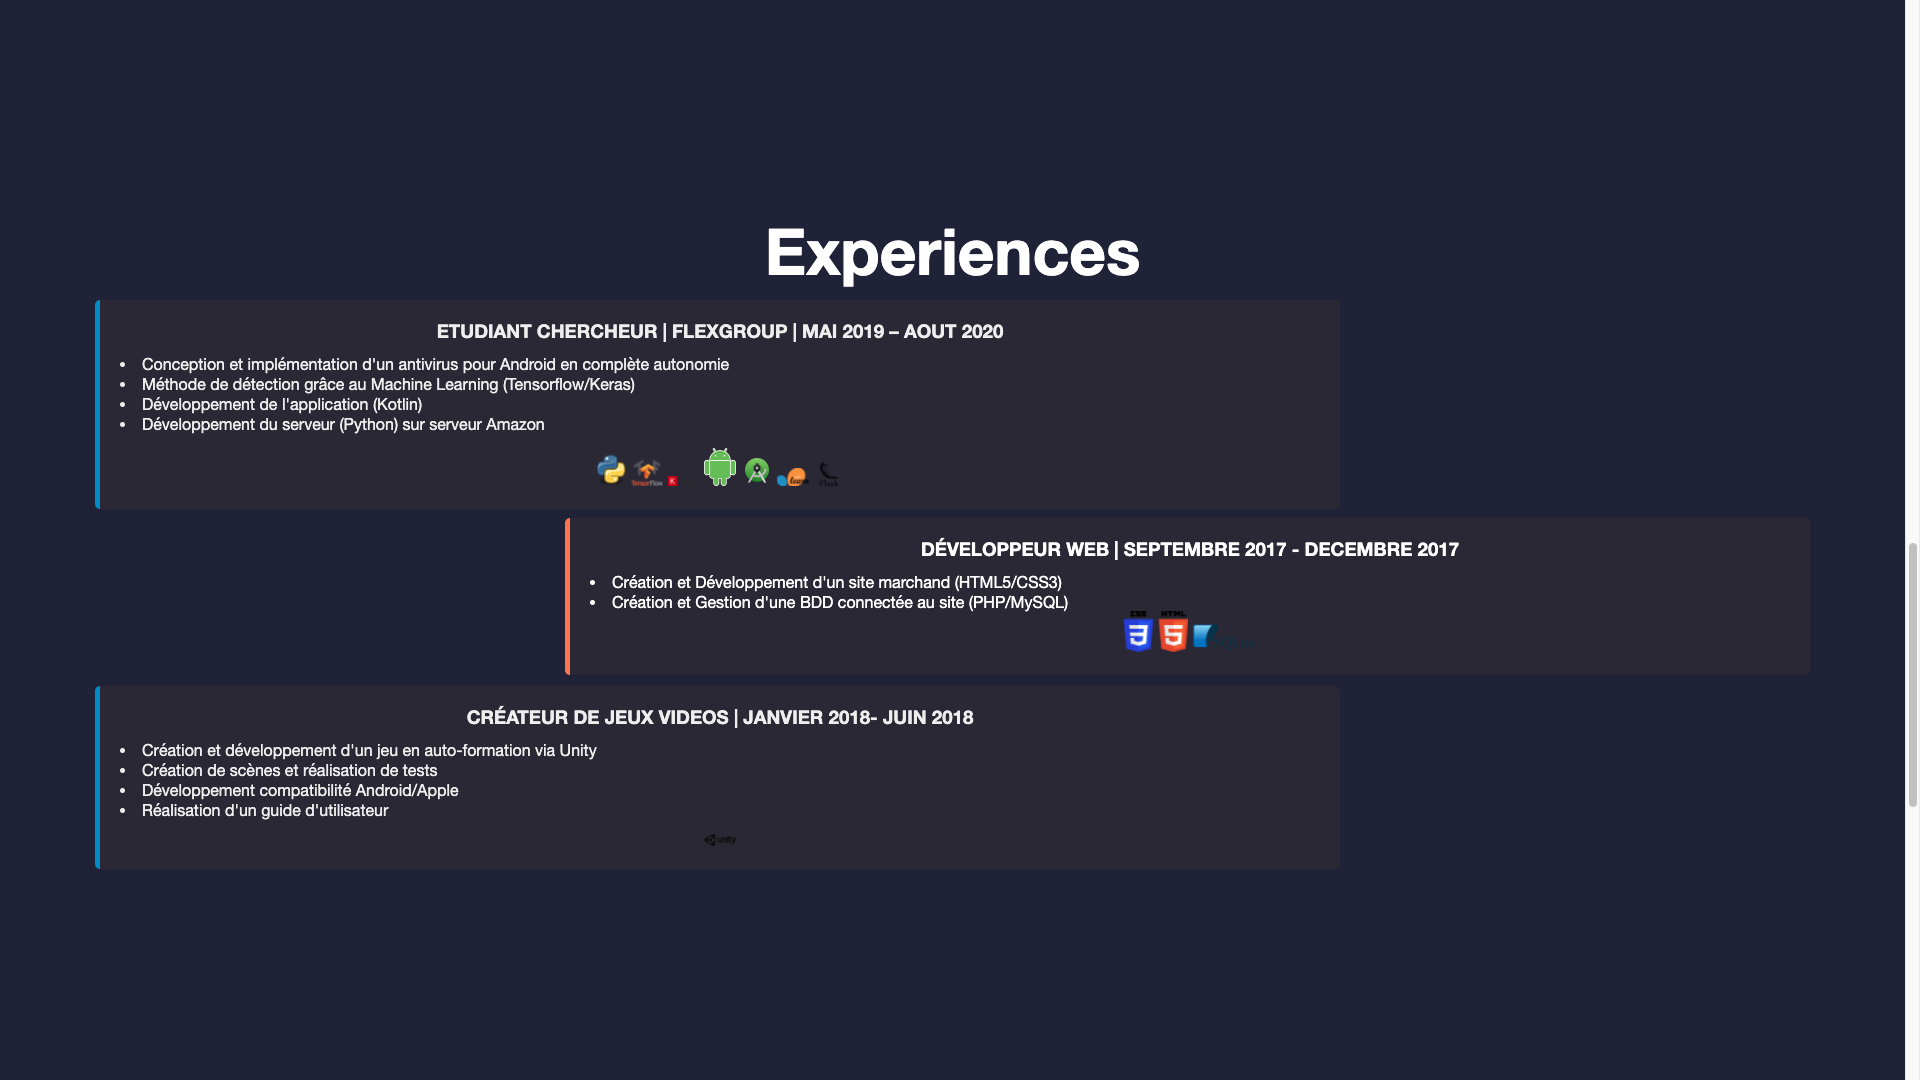 Experiences
ETUDIANT CHERCHEUR | FLEXGROUP | MAI 2019 – AOUT 2020
• Conception et implémentation d'un antivirus pour Android en complète autonomie
• Méthode de détection grâce au Machine Learning (Tensorflow/Keras)
• Développement de l'application (Kotlin)
• Développement du serveur (Python) sur serveur Amazon
TensorFlow K learn Flask
DÉVELOPPEUR WEB | SEPTEMBRE 2017 - DECEMBRE 2017
• Création et Développement d'un site marchand (HTML5/CSS3)
• Création et Gestion d'une BDD connectée au site (PHP/MySQL)
CSS HTML
3 5
CRÉATEUR DE JEUX VIDEOS | JANVIER 2018- JUIN 2018
• Création et développement d'un jeu en auto-formation via Unity
• Création de scènes et réalisation de tests
• Développement compatibilité Android/Apple
• Réalisation d'un guide d'utilisateur
unity